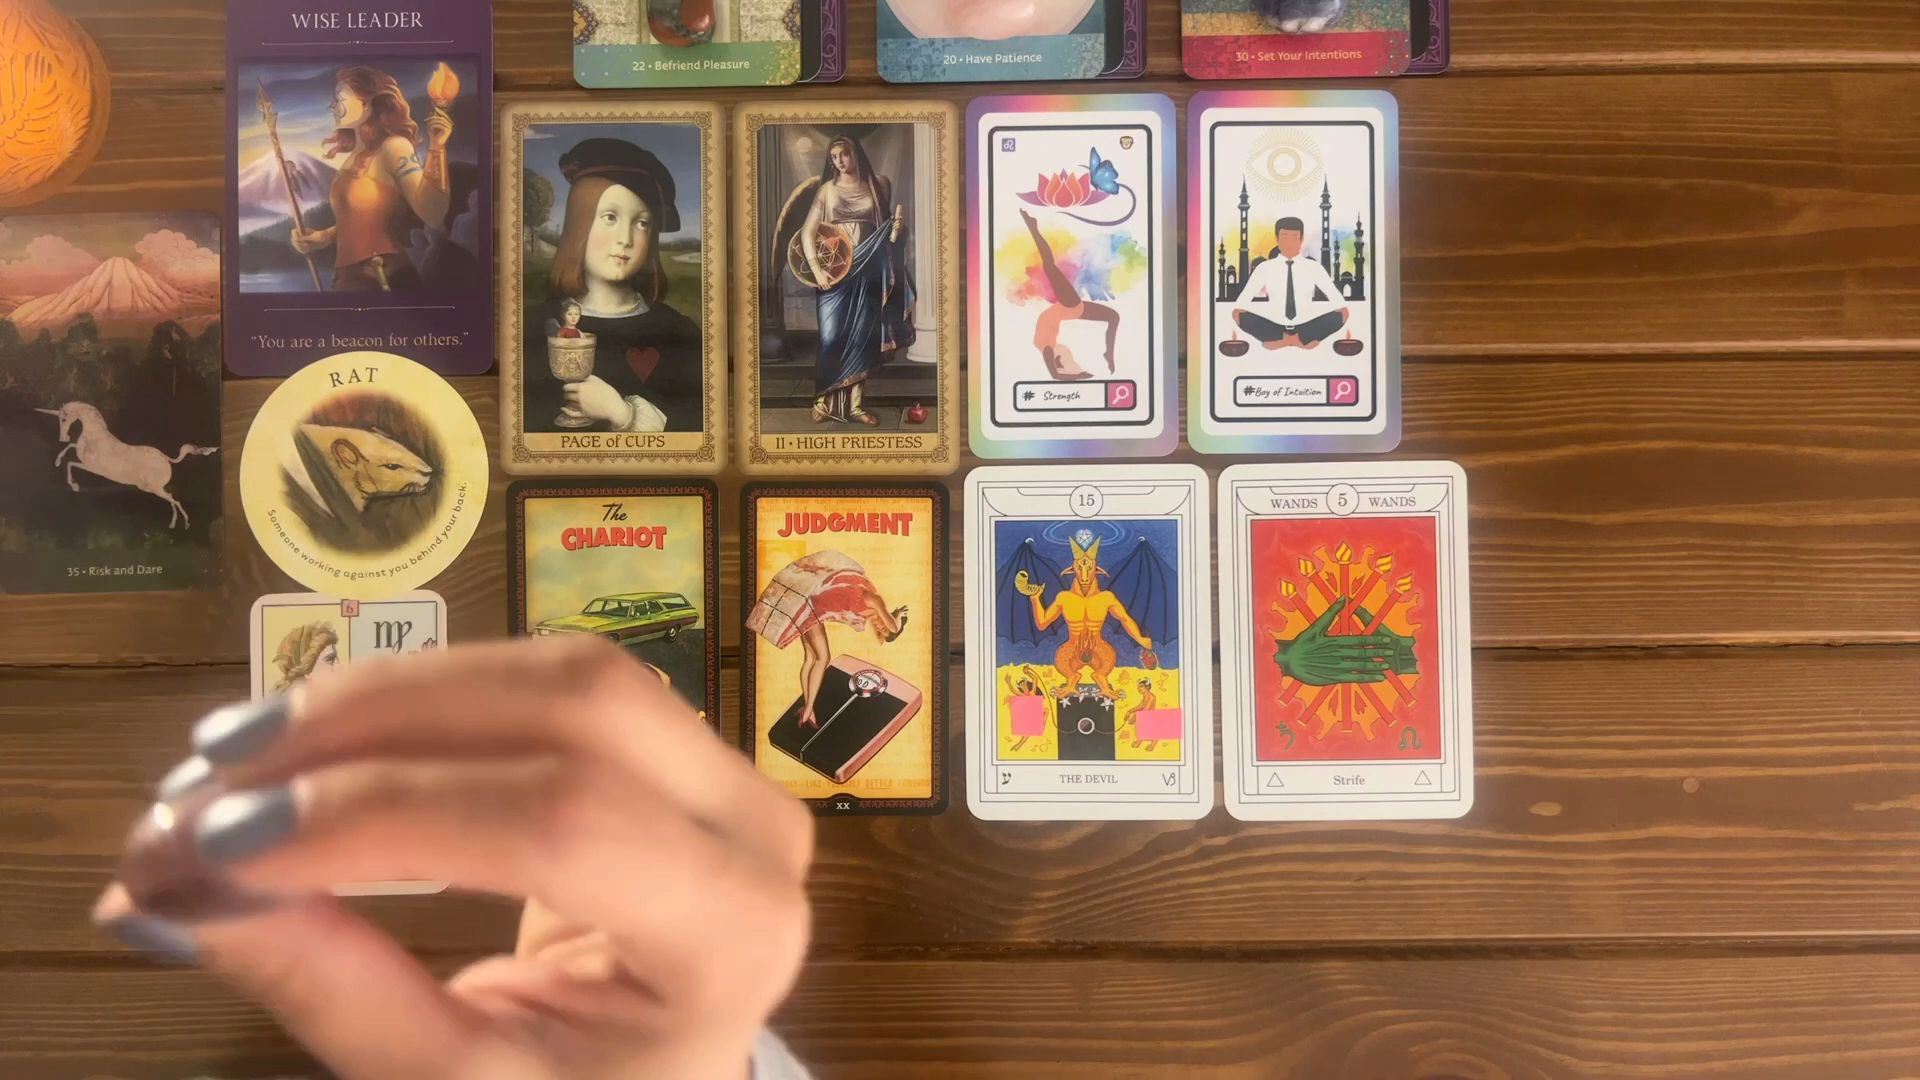 WISE LEADER
"You are a beacon for others."
22 • Befriend Pleasure
20 • Have Patience
30 • Set Your Intentions
35 • Risk and Dare
RAT
Someone working against you behind your back.
PAGE of CUPS
II • HIGH PRIESTESS
# Strength
#Boy of Intuition
6
The
CHARIOT
JUDGMENT
XX
15
THE DEVIL
WANDS 5 WANDS
Strife